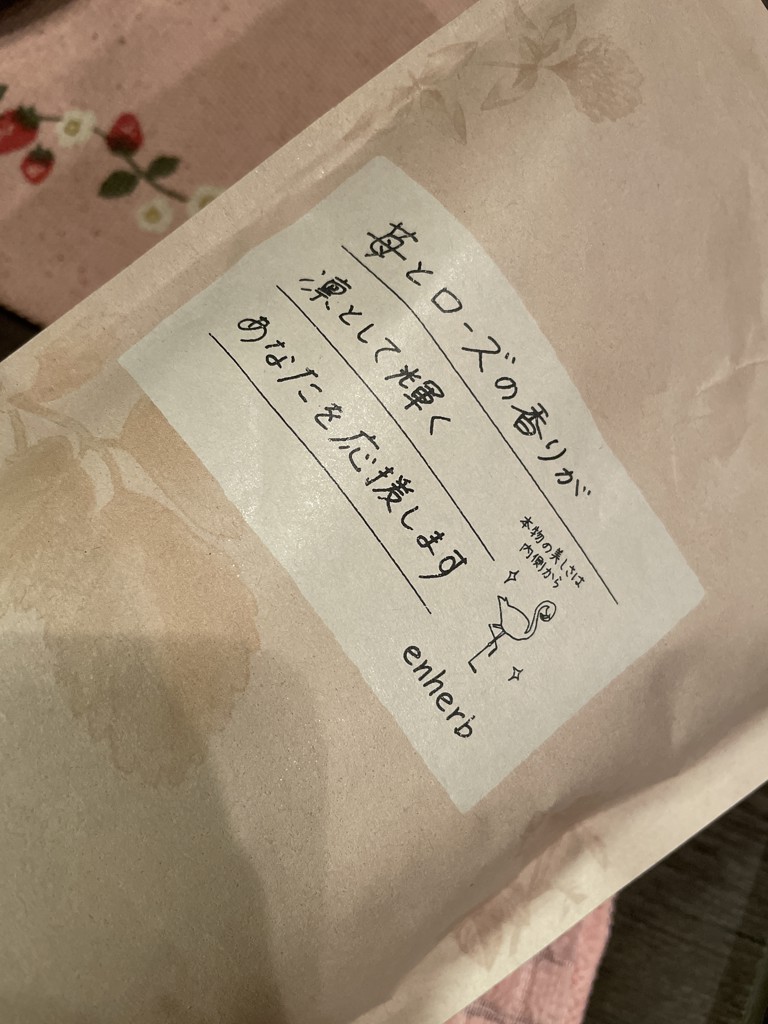 苺とローズの香りが
凛として輝く
あなたを応援します
本物の美しさは
内側から
enherb